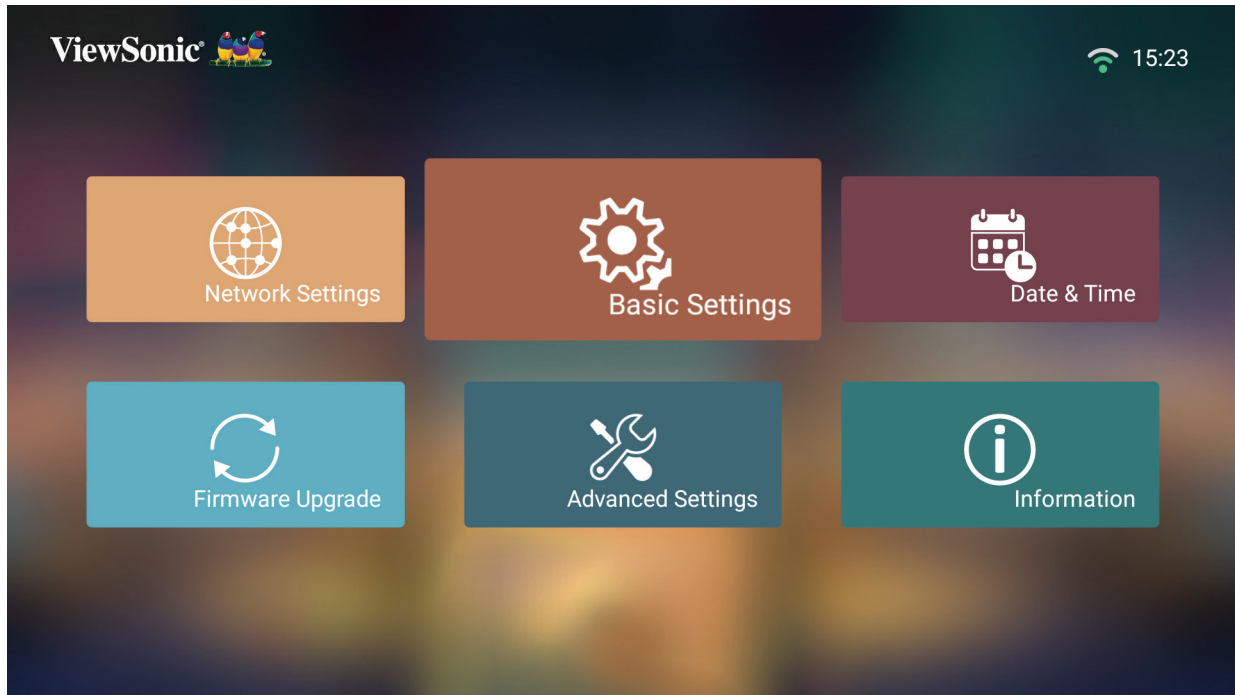 ViewSonic®
15:23
Network Settings
Basic Settings
Date & Time
Firmware Upgrade
Advanced Settings
Information